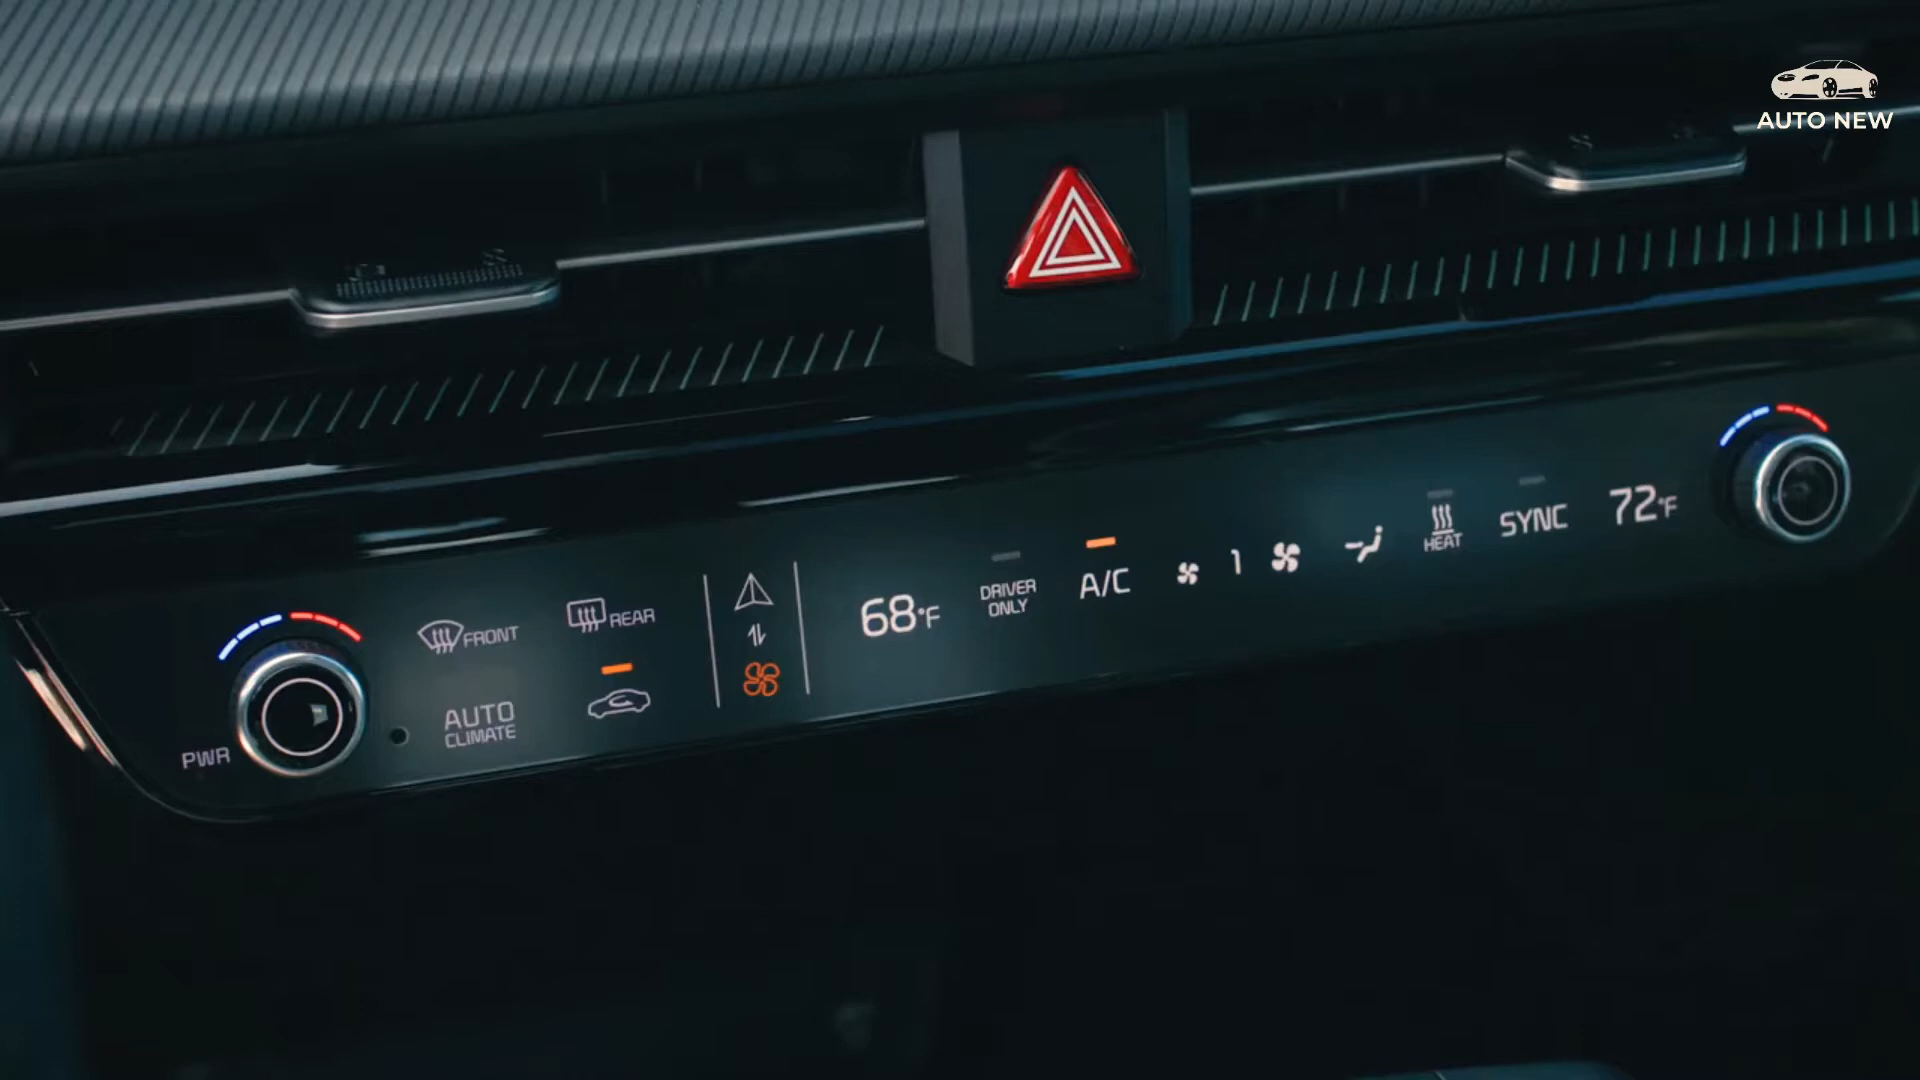 AUTO NEW
PWR
FRONT
REAR
AUTO
CLIMATE
68°F
DRIVER
ONLY
A/C
1
HEAT
SYNC
72°F